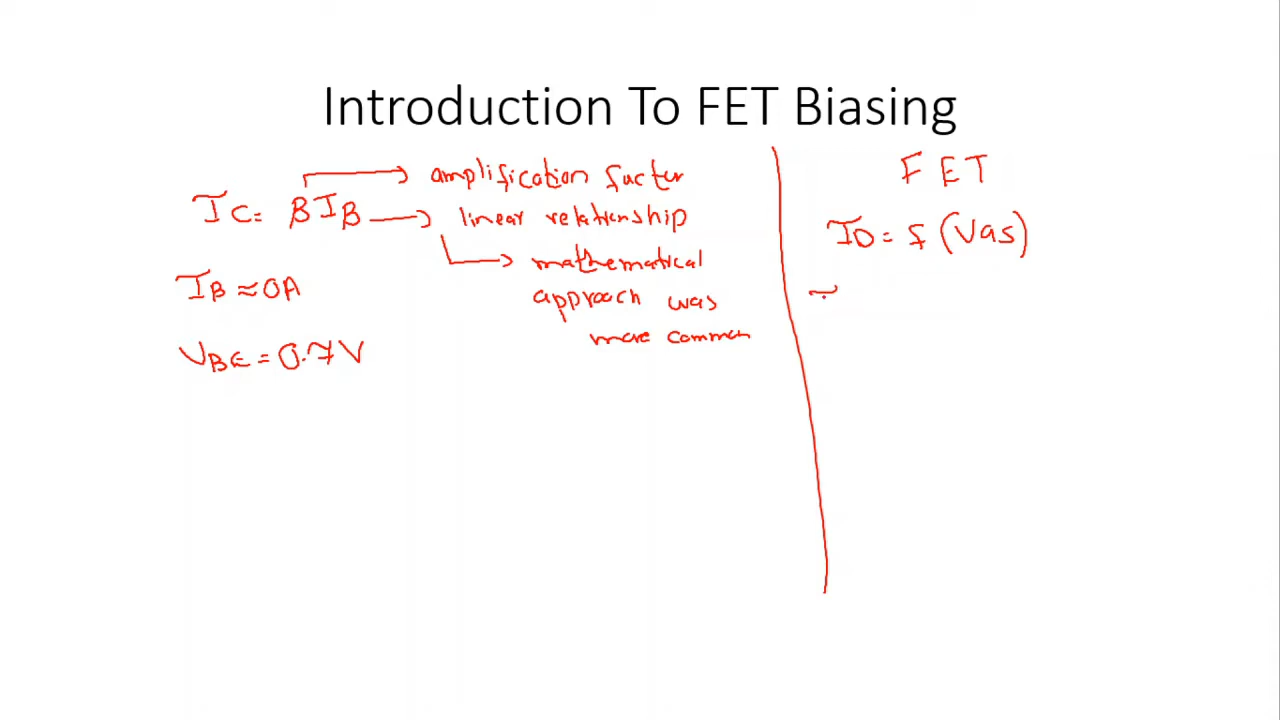 Introduction To FET Biasing
IC = βIB → amplification factor
→ linear relationship
→ mathematical
approach was
more common
IB ≈ 0A
VBE = 0.7V
FET
ID = f (VGS)